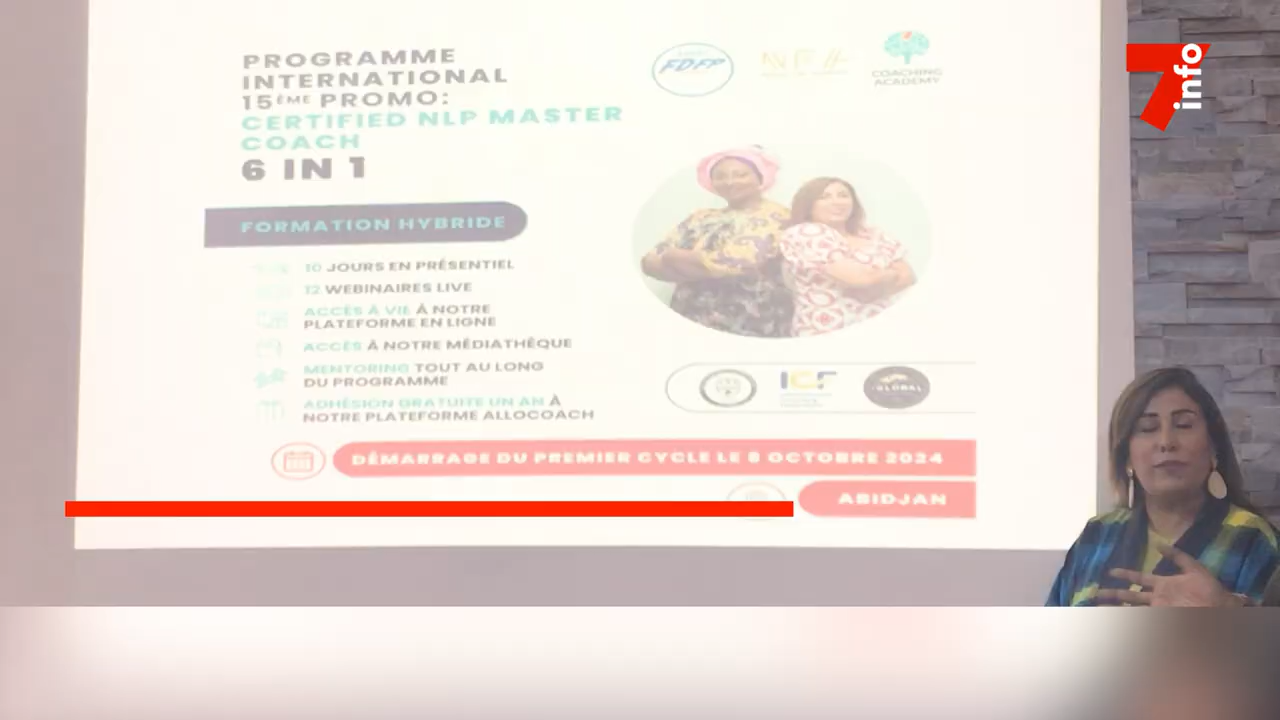 PROGRAMME
INTERNATIONAL
15ÈME PROMO:
CERTIFIED NLP MASTER
COACH
6 IN 1
FDFP
COACHING
ACADEMY
7info
FORMATION HYBRIDE
10 JOURS EN PRÉSENTIEL
12 WEBINAIRES LIVE
ACCÈS À VIE À NOTRE
PLATEFORME EN LIGNE
ACCÈS À NOTRE MÉDIATHÈQUE
MENTORING TOUT AU LONG
DU PROGRAMME
ADHÉSION GRATUITE UN AN À
NOTRE PLATEFORME ALLOCOACH
ICF
GLOBAL
DÉMARRAGE DU PREMIER CYCLE LE 8 OCTOBRE 2024
ABIDJAN